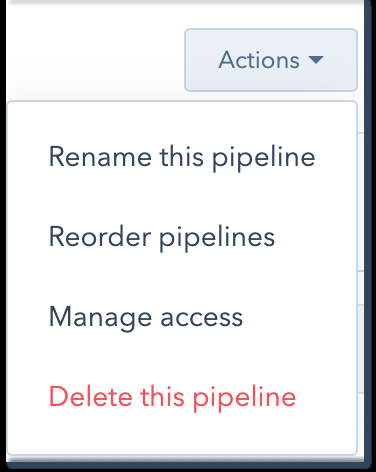 Actions
Rename this pipeline
Reorder pipelines
Manage access
Delete this pipeline